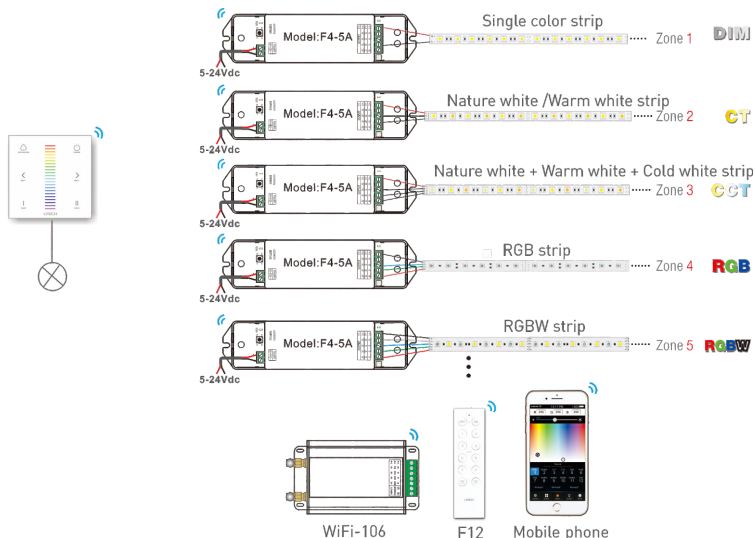 Single color strip
Model:F4-5A
Zone 1
DIM
5-24Vdc
Nature white /Warm white strip
Model:F4-5A
Zone 2
CT
5-24Vdc
Nature white + Warm white + Cold white strip
Model:F4-5A
Zone 3
CCT
5-24Vdc
RGB strip
Model:F4-5A
Zone 4
RGB
5-24Vdc
RGBW strip
Model:F4-5A
Zone 5
RGBW
5-24Vdc
WiFi-106
F12
Mobile phone